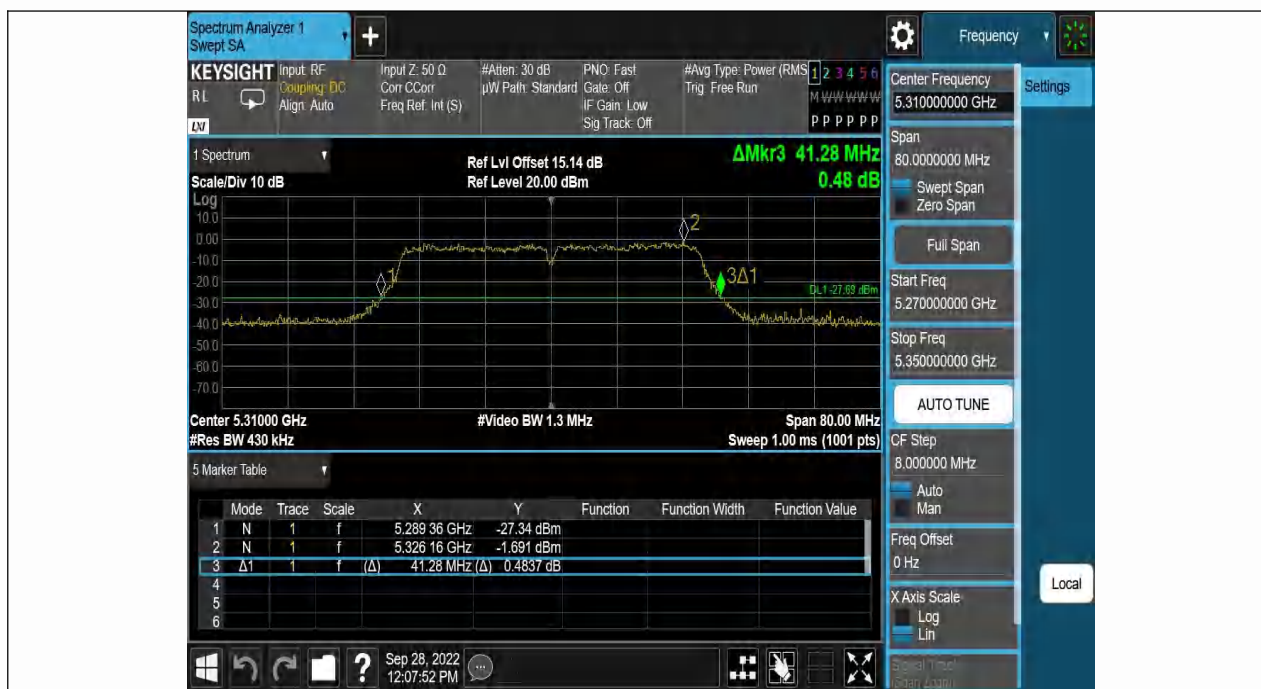 Spectrum Analyzer 1
Swept SA
+
Frequency
KEYSIGHT
RL
LXI
Input: RF
Coupling: DC
Align: Auto
Input Z: 50 Ω
Corr CCorr
Freq Ref: Int (S)
#Atten: 30 dB
µW Path: Standard
PNO: Fast
Gate: Off
IF Gain: Low
Sig Track: Off
#Avg Type: Power (RMS
Trig: Free Run
1 2 3 4 5 6
M W W W W W
P P P P P P
1 Spectrum
Scale/Div 10 dB
Ref Lvl Offset 15.14 dB
Ref Level 20.00 dBm
ΔMkr3 41.28 MHz
0.48 dB
Log
10.0
0.00
-10.0
-20.0
-30.0
-40.0
-50.0
-60.0
-70.0
1
2
3Δ1
DL1 -27.69 dBm
Center 5.31000 GHz
#Video BW 1.3 MHz
Span 80.00 MHz
#Res BW 430 kHz
Sweep 1.00 ms (1001 pts)
5 Marker Table
Mode Trace Scale X Y Function Function Width Function Value
1 N 1 f 5.289 36 GHz -27.34 dBm
2 N 1 f 5.326 16 GHz -1.691 dBm
3 Δ1 1 f (Δ) 41.28 MHz (Δ) 0.4837 dB
4
5
6
Sep 28, 2022
12:07:52 PM
?
Center Frequency
5.310000000 GHz
Span
80.0000000 MHz
Swept Span
Zero Span
Full Span
Start Freq
5.270000000 GHz
Stop Freq
5.350000000 GHz
AUTO TUNE
CF Step
8.000000 MHz
Auto
Man
Freq Offset
0 Hz
X Axis Scale
Log
Lin
Signal Track
(Span Zoom)
Settings
Local